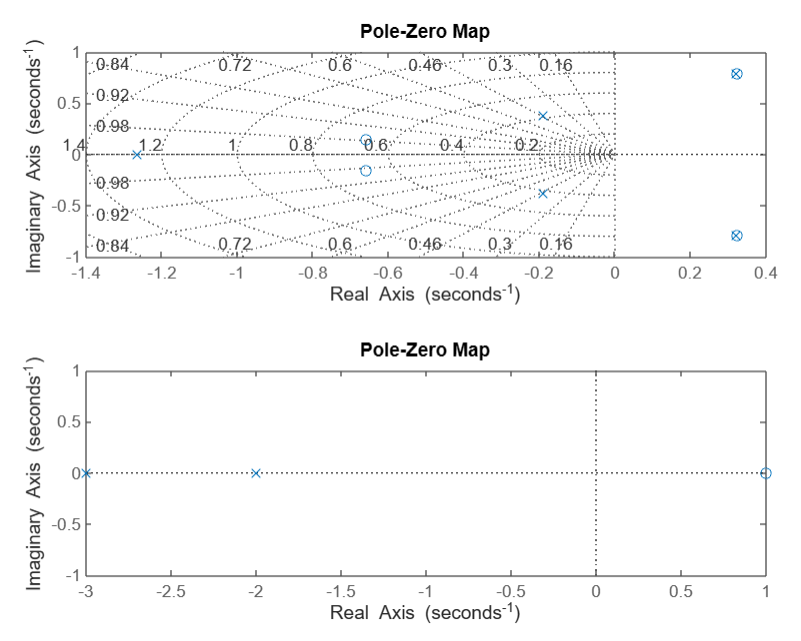 Pole-Zero Map
Imaginary Axis (seconds-1)
1
0.5
0
-0.5
-1
0.84 0.72 0.6 0.46 0.3 0.16
0.92
0.98
1.4 1.2 1 0.8 0.6 0.4 0.2
0.98
0.92
0.84 0.72 0.6 0.46 0.3 0.16
-1.4 -1.2 -1 -0.8 -0.6 -0.4 -0.2 0 0.2 0.4
Real Axis (seconds-1)
Pole-Zero Map
Imaginary Axis (seconds-1)
1
0.5
0
-0.5
-1
-3 -2.5 -2 -1.5 -1 -0.5 0 0.5 1
Real Axis (seconds-1)